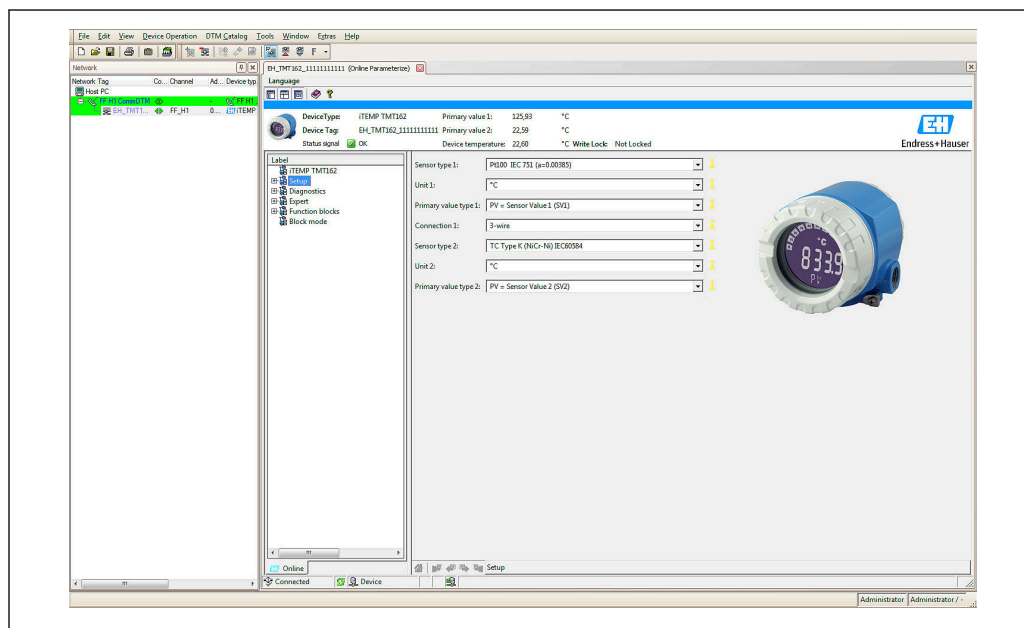 File Edit View Device Operation DTM Catalog Tools Window Extras Help
F
Network
EH_TMT162_11111111111 (Online Parameterize)
Network Tag Co... Channel Ad... Device typ
Language
Host PC
FF H1 CommDTM - FF H1
EH_TMT1... FF_H1 0... iTEMP
DeviceType: iTEMP TMT162 Primary value 1: 125,93 °C
Device Tag: EH_TMT162_11111111111 Primary value 2: 22,59 °C
Status signal OK Device temperature: 22,60 °C Write Lock: Not Locked
EH
Endress+Hauser
Label
iTEMP TMT162
Setup
Diagnostics
Expert
Function blocks
Block mode
Sensor type 1: Pt100 IEC 751 (a=0.00385)
Unit 1: °C
Primary value type 1: PV = Sensor Value 1 (SV1)
Connection 1: 3-wire
Sensor type 2: TC Type K (NiCr-Ni) IEC60584
Unit 2: °C
Primary value type 2: PV = Sensor Value 2 (SV2)
°C
833.9
PV
Online
Setup
Connected Device
Administrator Administrator / -